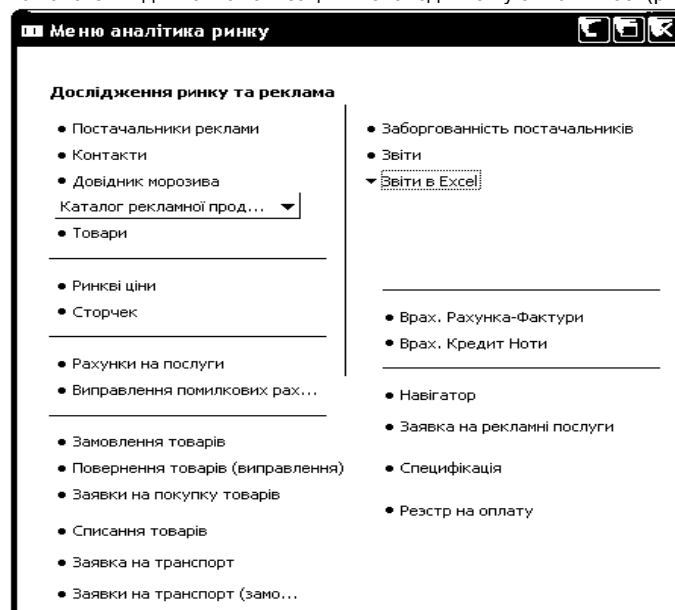 Меню аналітика ринку
Дослідження ринку та реклама
Постачальники реклами
Контакти
Довідник морозива
Каталог рекламної прод...
Товари
Ринкві ціни
Сторчек
Рахунки на послуги
Виправлення помилкових рах...
Замовлення товарів
Повернення товарів (виправлення)
Заявки на покупку товарів
Списання товарів
Заявка на транспорт
Заявки на транспорт (замо...
Заборгованність постачальників
Звіти
Звіти в Excel
Врах. Рахунка-Фактури
Врах. Кредит Ноти
Навігатор
Заявка на рекламні послуги
Специфікація
Реєстр на оплату